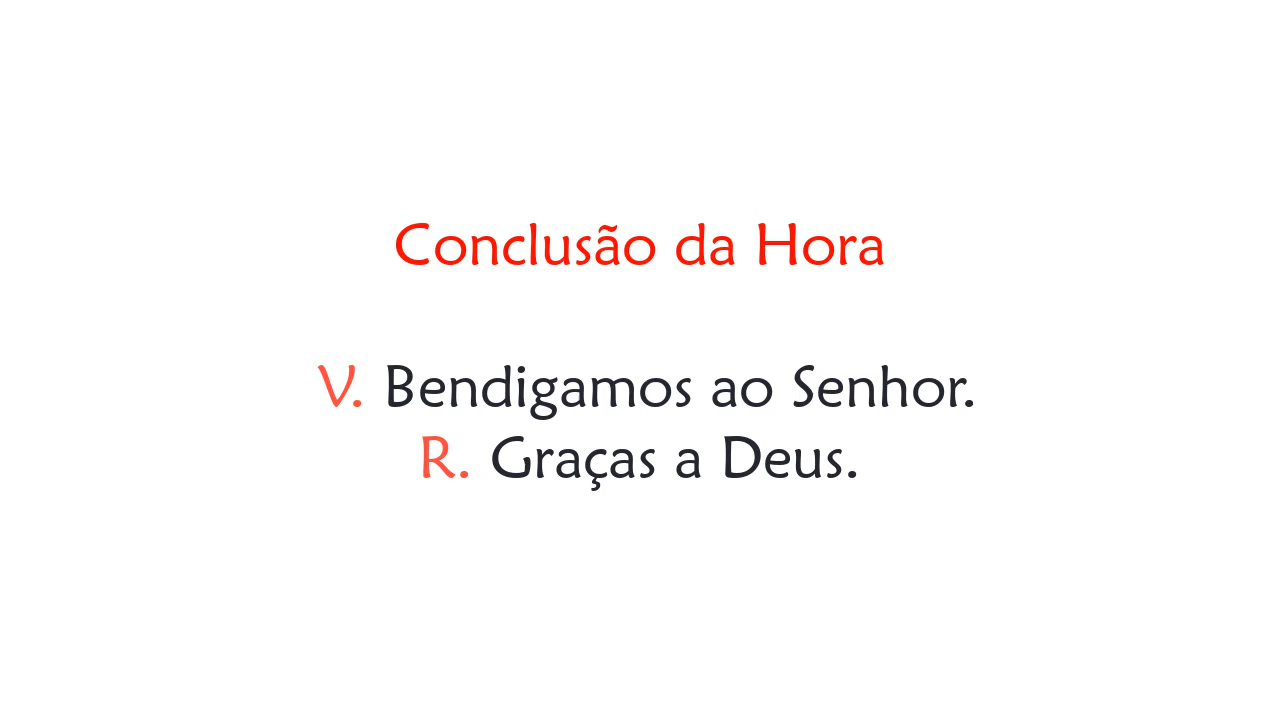 Conclusão da Hora
V. Bendigamos ao Senhor.
R. Graças a Deus.